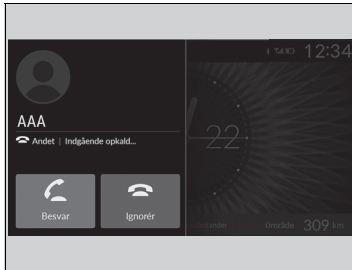 12:34
AAA
Andet | Indgående opkald...
22
Besvar
Ignorér
Område 309 km